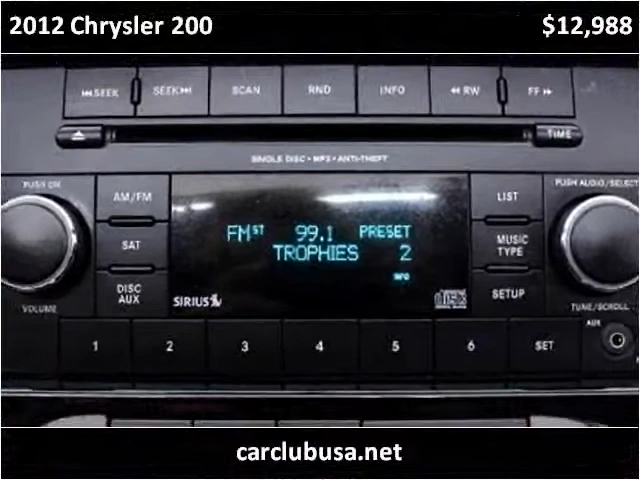 2012 Chrysler 200 $12,988
SEEK SEEK SCAN RND INFO RW FF
TIME
SINGLE DISC • MP3 • ANTI-THEFT
PUSH ON PUSH AUDIO/SELECT
AM/FM LIST
FM ST 99.1 PRESET
SAT MUSIC TYPE
TROPHIES 2
INFO
DISC AUX SETUP
SIRIUS
VOLUME TUNE/SCROLL
AUX
1 2 3 4 5 6 SET
carclubusa.net